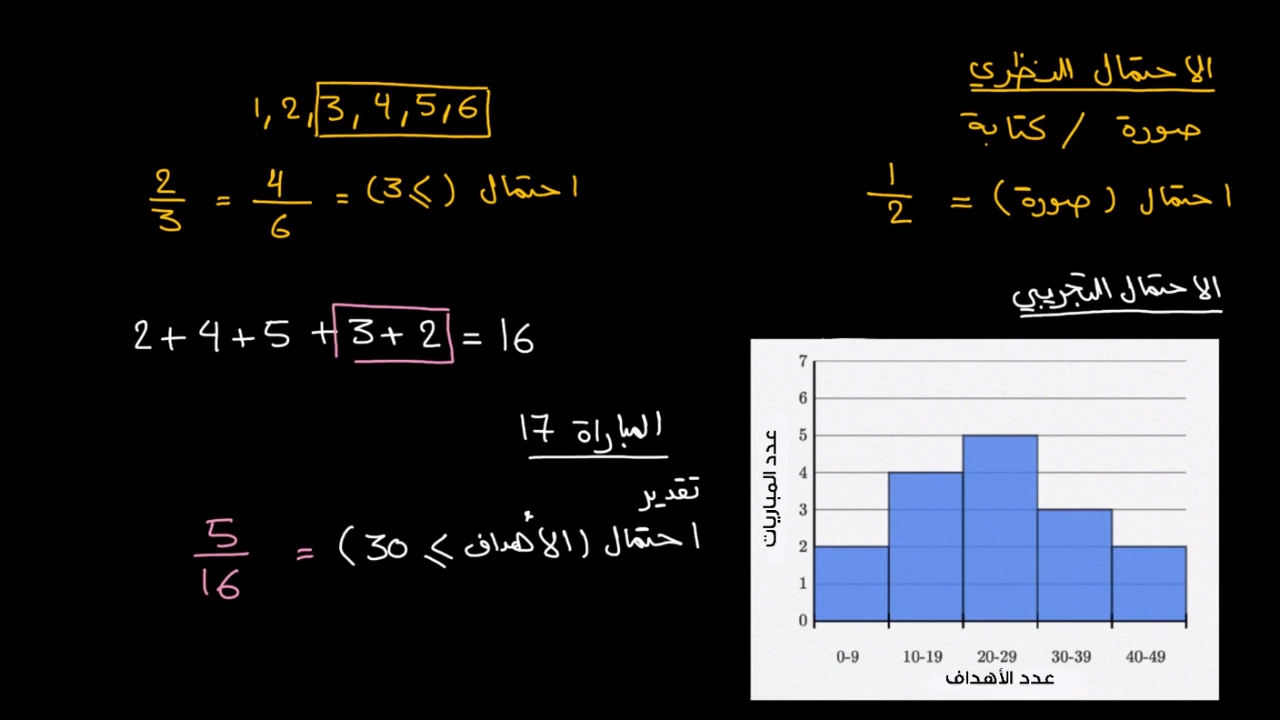 الاحتمال النظري
صورة / كتابة
احتمال (صورة) = 1/2
1, 2, 3, 4, 5, 6
احتمال (⩾3) = 4/6 = 2/3
الاحتمال التجريبي
2 + 4 + 5 + 3 + 2 = 16
المباراة 17
تقدير
احتمال (الأهداف ⩾ 30) = 5/16
عدد المباريات
7
6
5
4
3
2
1
0
0-9 10-19 20-29 30-39 40-49
عدد الأهداف